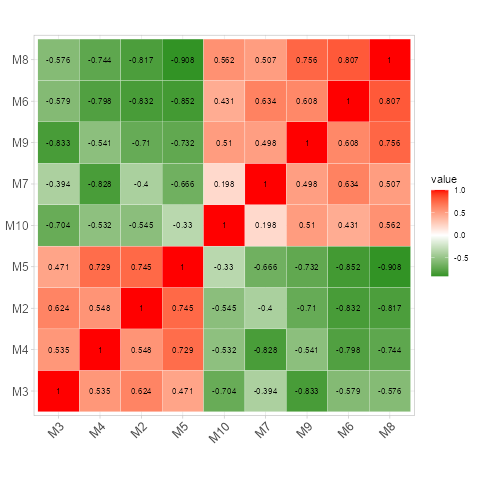 M8 -0.576 -0.744 -0.817 -0.908 0.562 0.507 0.756 0.807 1
M6 -0.579 -0.798 -0.832 -0.852 0.431 0.634 0.608 1 0.807
M9 -0.833 -0.541 -0.71 -0.732 0.51 0.498 1 0.608 0.756
M7 -0.394 -0.828 -0.4 -0.666 0.198 1 0.498 0.634 0.507
M10 -0.704 -0.532 -0.545 -0.33 1 0.198 0.51 0.431 0.562
M5 0.471 0.729 0.745 1 -0.33 -0.666 -0.732 -0.852 -0.908
M2 0.624 0.548 1 0.745 -0.545 -0.4 -0.71 -0.832 -0.817
M4 0.535 1 0.548 0.729 -0.532 -0.828 -0.541 -0.798 -0.744
M3 1 0.535 0.624 0.471 -0.704 -0.394 -0.833 -0.579 -0.576
M3 M4 M2 M5 M10 M7 M9 M6 M8
value
1.0
0.5
0.0
-0.5